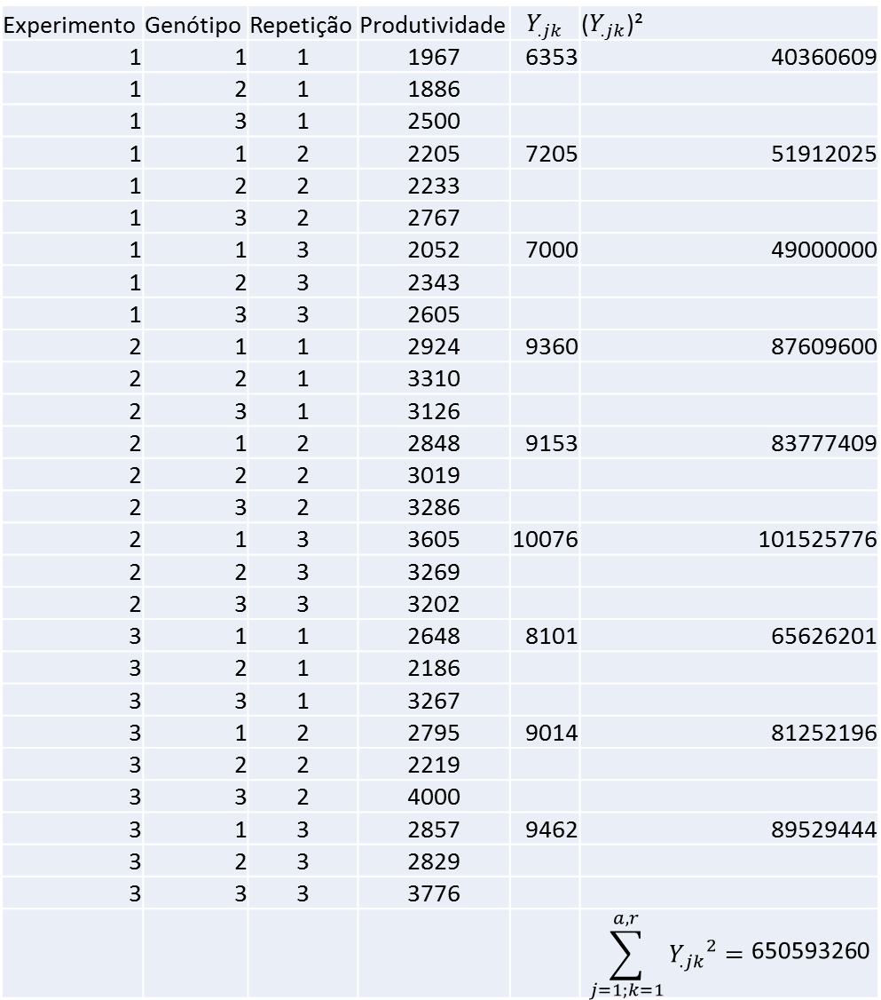 Experimento Genótipo Repetição Produtividade Y.jk (Y.jk)²
1 1 1 1967 6353 40360609
1 2 1 1886
1 3 1 2500
1 1 2 2205 7205 51912025
1 2 2 2233
1 3 2 2767
1 1 3 2052 7000 49000000
1 2 3 2343
1 3 3 2605
2 1 1 2924 9360 87609600
2 2 1 3310
2 3 1 3126
2 1 2 2848 9153 83777409
2 2 2 3019
2 3 2 3286
2 1 3 3605 10076 101525776
2 2 3 3269
2 3 3 3202
3 1 1 2648 8101 65626201
3 2 1 2186
3 3 1 3267
3 1 2 2795 9014 81252196
3 2 2 2219
3 3 2 4000
3 1 3 2857 9462 89529444
3 2 3 2829
3 3 3 3776
a,r
∑ Y.jk² = 650593260
j=1;k=1